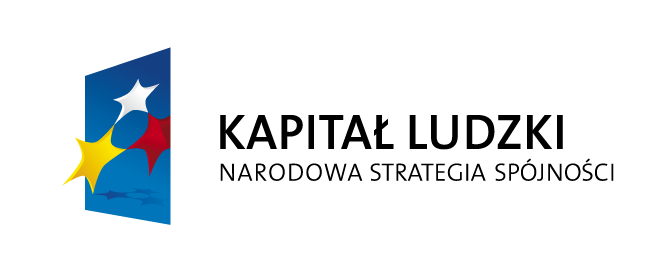 KAPITAŁ LUDZKI
NARODOWA STRATEGIA SPÓJNOŚCI